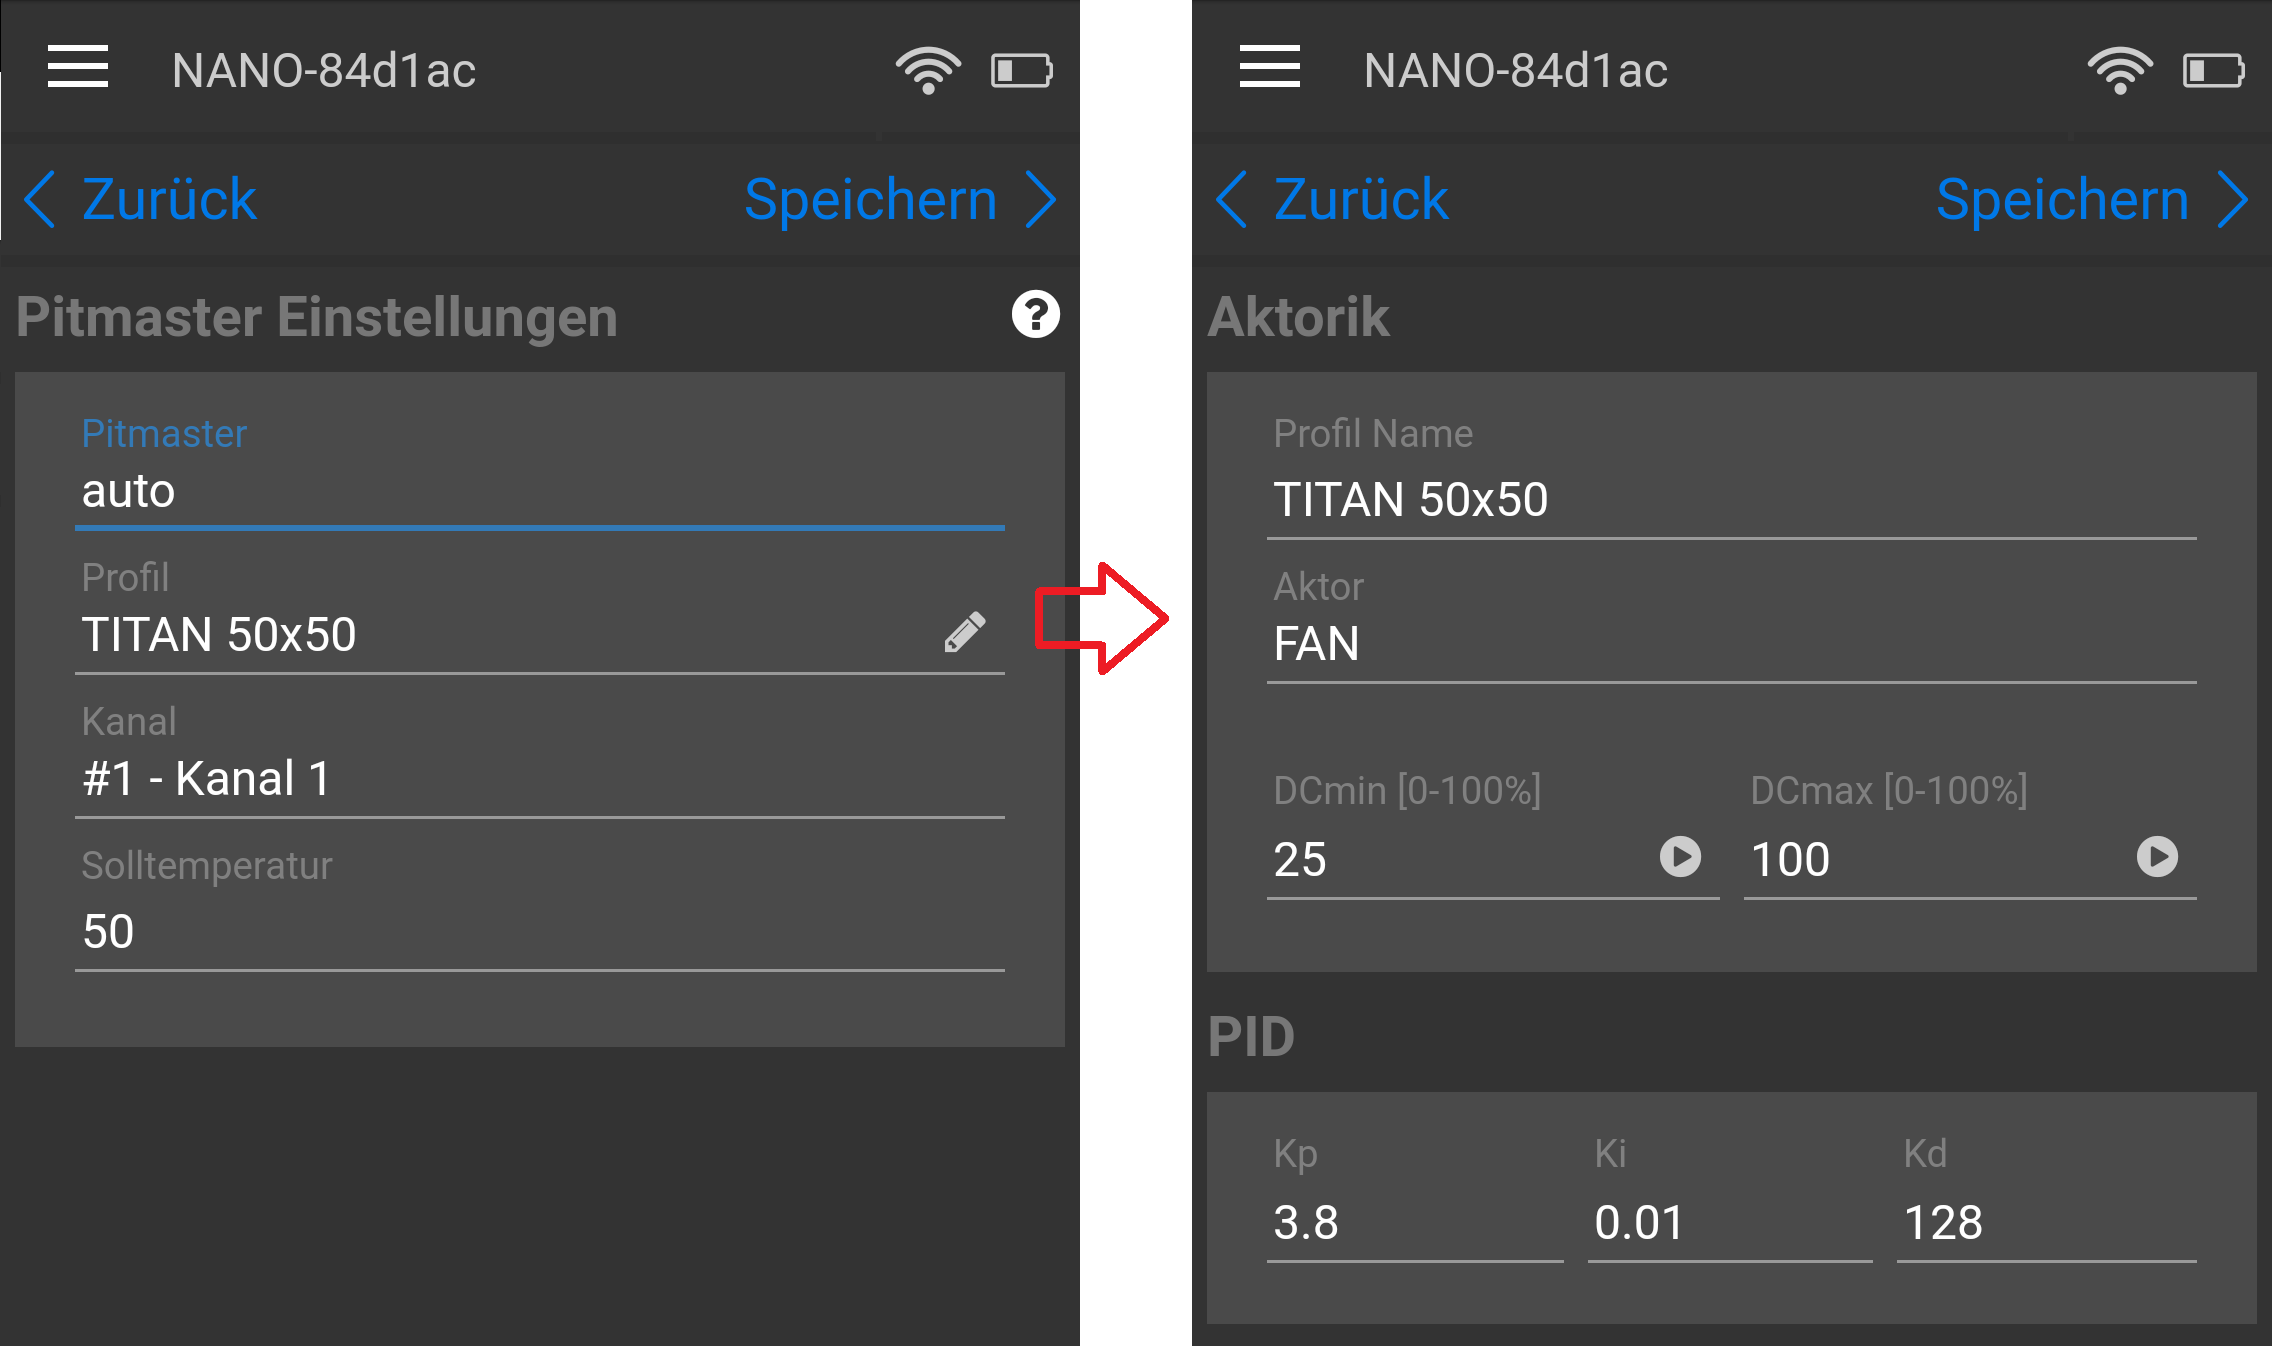 NANO-84d1ac
Zurück
Speichern
Pitmaster Einstellungen
?
Pitmaster
auto
Profil
TITAN 50x50
Kanal
#1 - Kanal 1
Solltemperatur
50
NANO-84d1ac
Zurück
Speichern
Aktorik
Profil Name
TITAN 50x50
Aktor
FAN
DCmin [0-100%]
DCmax [0-100%]
25
100
PID
Kp
Ki
Kd
3.8
0.01
128